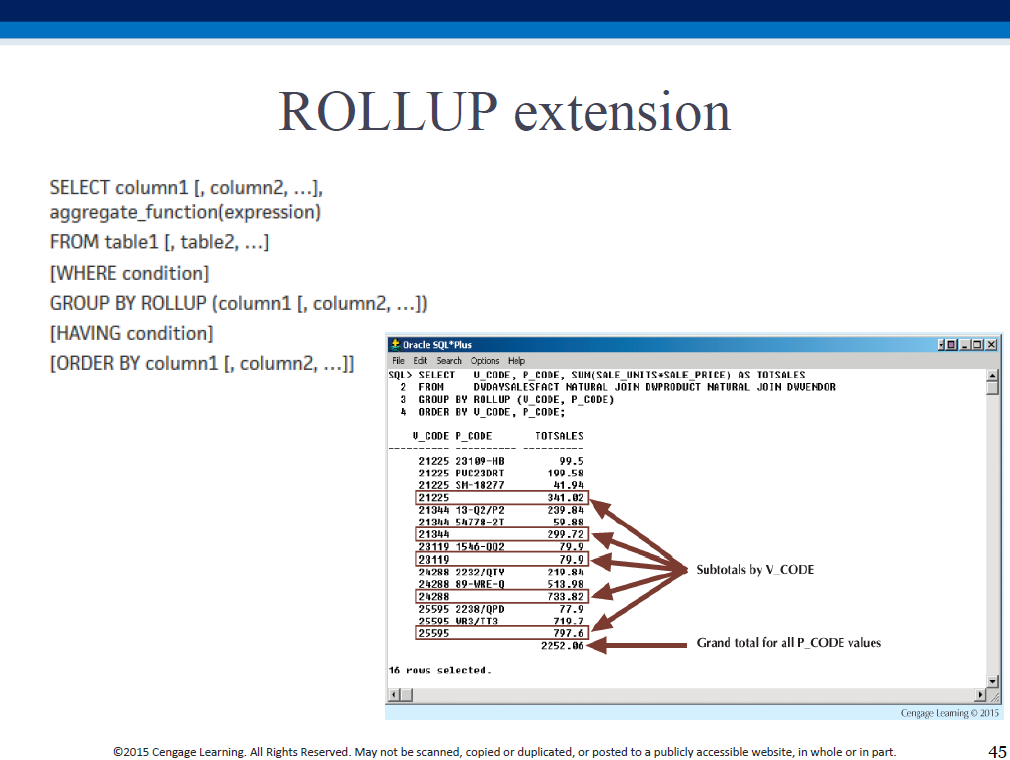 ROLLUP extension
SELECT column1 [, column2, …],
aggregate_function(expression)
FROM table1 [, table2, …]
[WHERE condition]
GROUP BY ROLLUP (column1 [, column2, …])
[HAVING condition]
[ORDER BY column1 [, column2, …]]
Oracle SQL*Plus
File Edit Search Options Help
SQL> SELECT V_CODE, P_CODE, SUM(SALE_UNITS*SALE_PRICE) AS TOTSALES
2 FROM DWDAYSALESFACT NATURAL JOIN DWPRODUCT NATURAL JOIN DWVENDOR
3 GROUP BY ROLLUP (V_CODE, P_CODE)
4 ORDER BY V_CODE, P_CODE;
V_CODE P_CODE TOTSALES
---------- ---------- ----------
21225 23109-HB 99.5
21225 PVC23DRT 199.58
21225 SM-18277 41.94
21225 341.02
21344 13-Q2/P2 239.84
21344 54778-2T 59.88
21344 299.72
23119 1546-QQ2 79.9
23119 79.9
24288 2232/QTY 219.84
24288 89-WRE-Q 513.98
24288 733.82
25595 2238/QPD 77.9
25595 WR3/TT3 719.7
25595 797.6
2252.06
16 rows selected.
Subtotals by V_CODE
Grand total for all P_CODE values
Cengage Learning © 2015
©2015 Cengage Learning. All Rights Reserved. May not be scanned, copied or duplicated, or posted to a publicly accessible website, in whole or in part.
45